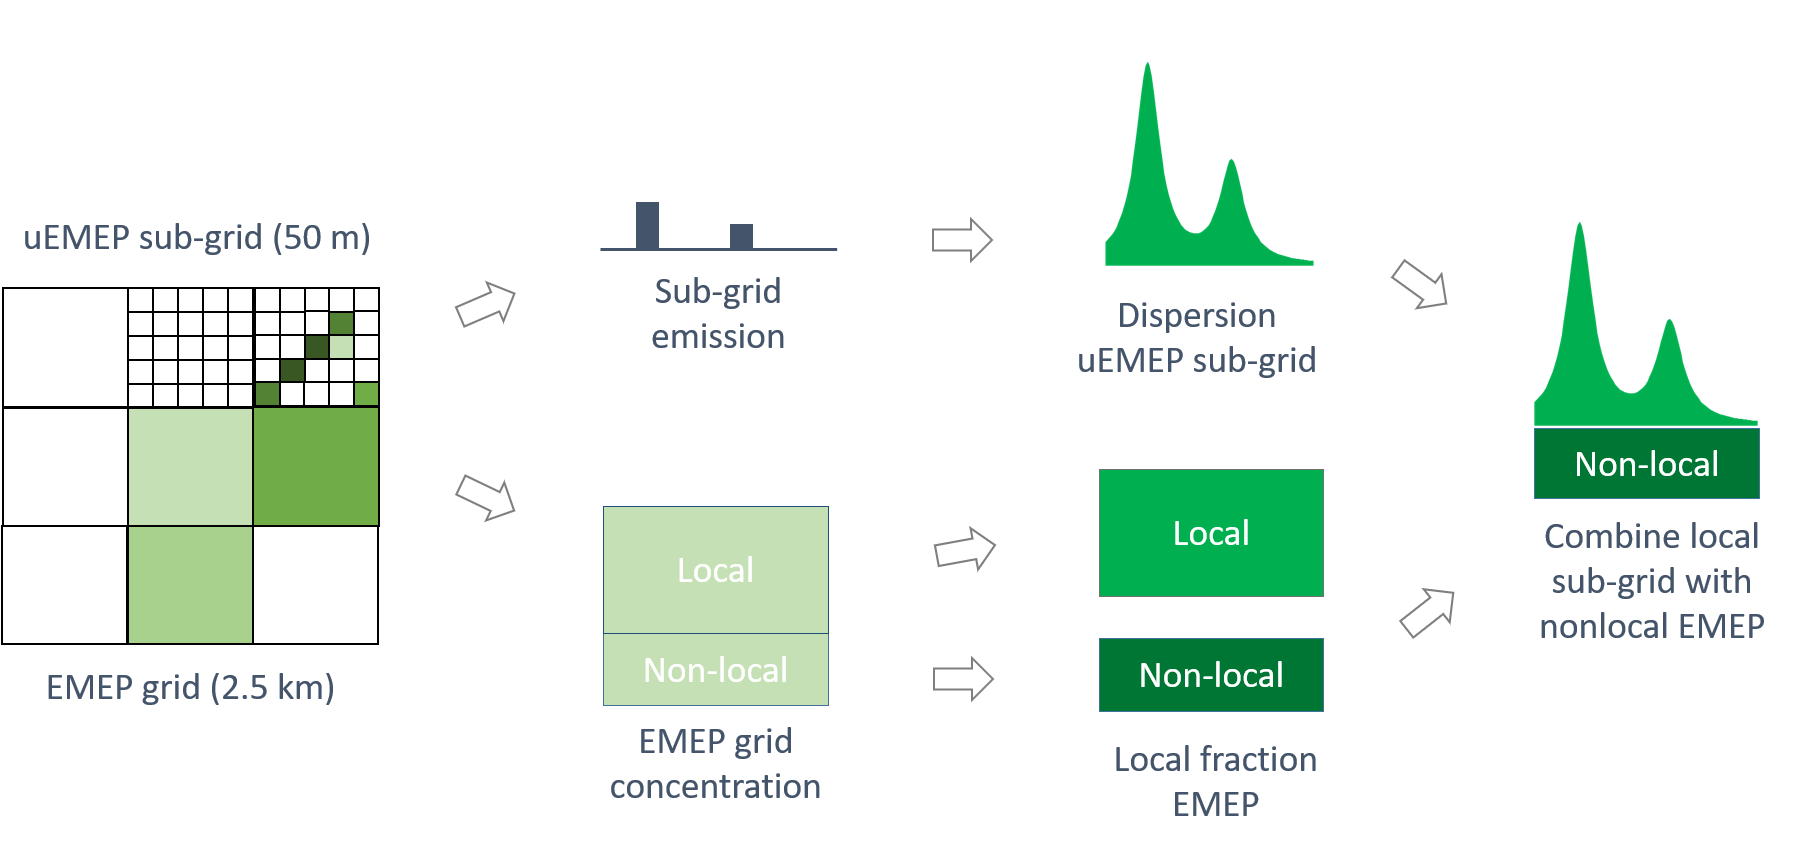 uEMEP sub-grid (50 m)
EMEP grid (2.5 km)
Sub-grid
emission
Local
Non-local
EMEP grid
concentration
Dispersion
uEMEP sub-grid
Local
Non-local
Local fraction
EMEP
Non-local
Combine local
sub-grid with
nonlocal EMEP